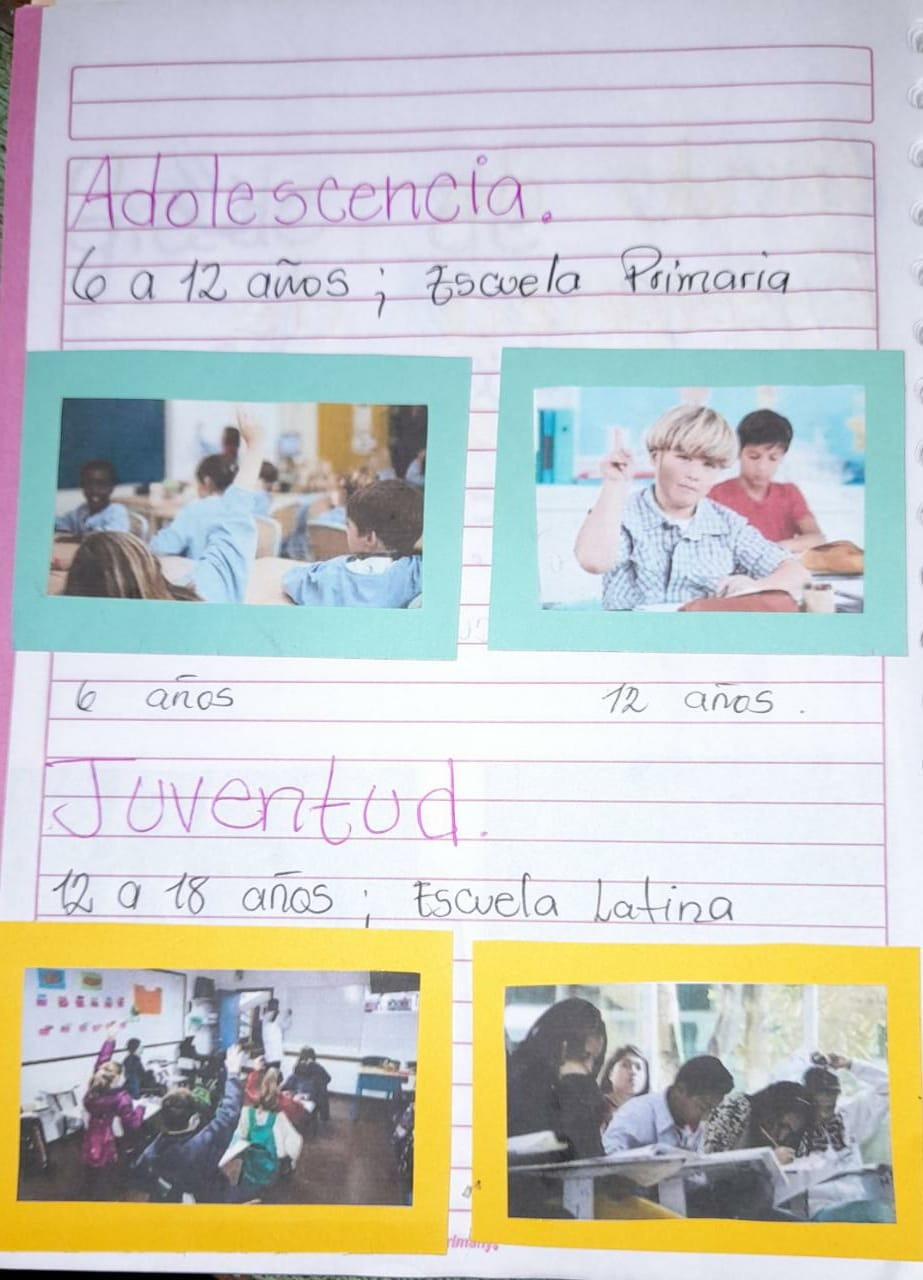 Adolescencia.
6 a 12 años; Escuela Primaria
6 años
12 años.
Juventud.
12 a 18 años; Escuela Latina